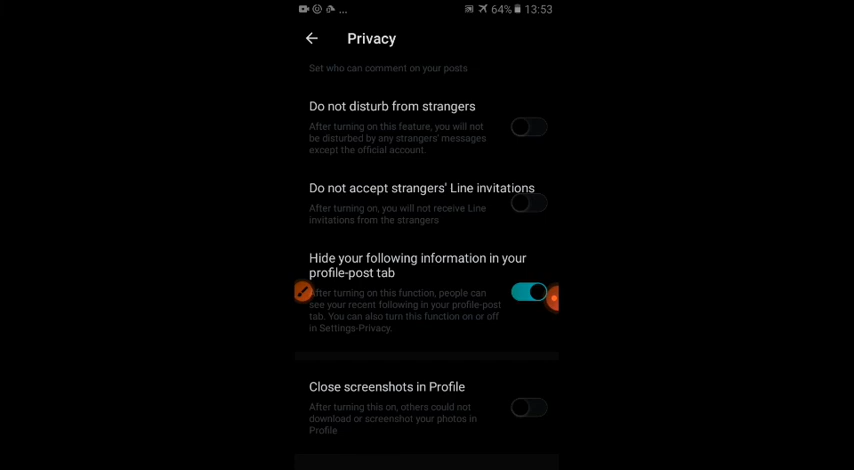 ... 64% 13:53
Privacy
Set who can comment on your posts
Do not disturb from strangers
After turning on this feature, you will not
be disturbed by any strangers' messages
except the official account.
Do not accept strangers' Line invitations
After turning on, you will not receive Line
invitations from the strangers
Hide your following information in your
profile-post tab
After turning on this function, people can
see your recent following in your profile-post
tab. You can also turn this function on or off
in Settings-Privacy.
Close screenshots in Profile
After turning this on, others could not
download or screenshot your photos in
Profile